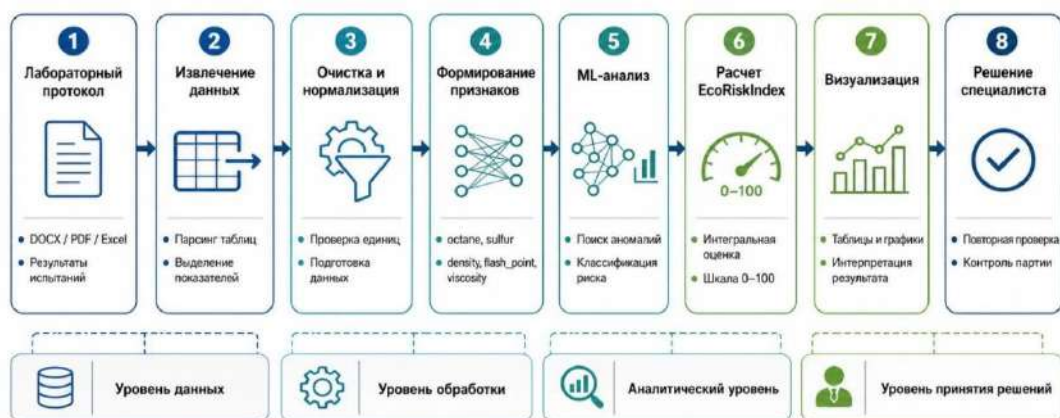 1
Лабораторный
протокол
DOCX / PDF / Excel
Результаты
испытаний
2
Извлечение
данных
Парсинг таблиц
Выделение
показателей
3
Очистка и
нормализация
Проверка единиц
Подготовка
данных
4
Формирование
признаков
octane, sulfur
density, flash_point,
viscosity
5
ML-анализ
Поиск аномалий
Классификация
риска
6
Расчет
EcoRiskIndex
0–100
Интегральная
оценка
Шкала 0–100
7
Визуализация
Таблицы и графики
Интерпретация
результата
8
Решение
специалиста
Повторная проверка
Контроль партии
Уровень данных
Уровень обработки
Аналитический уровень
Уровень принятия решений